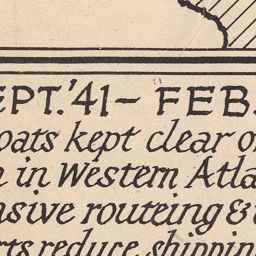 EPT.'41 – FEB.
oats kept clear o
in Western Atla
nsive routeing &
rts reduce shippin